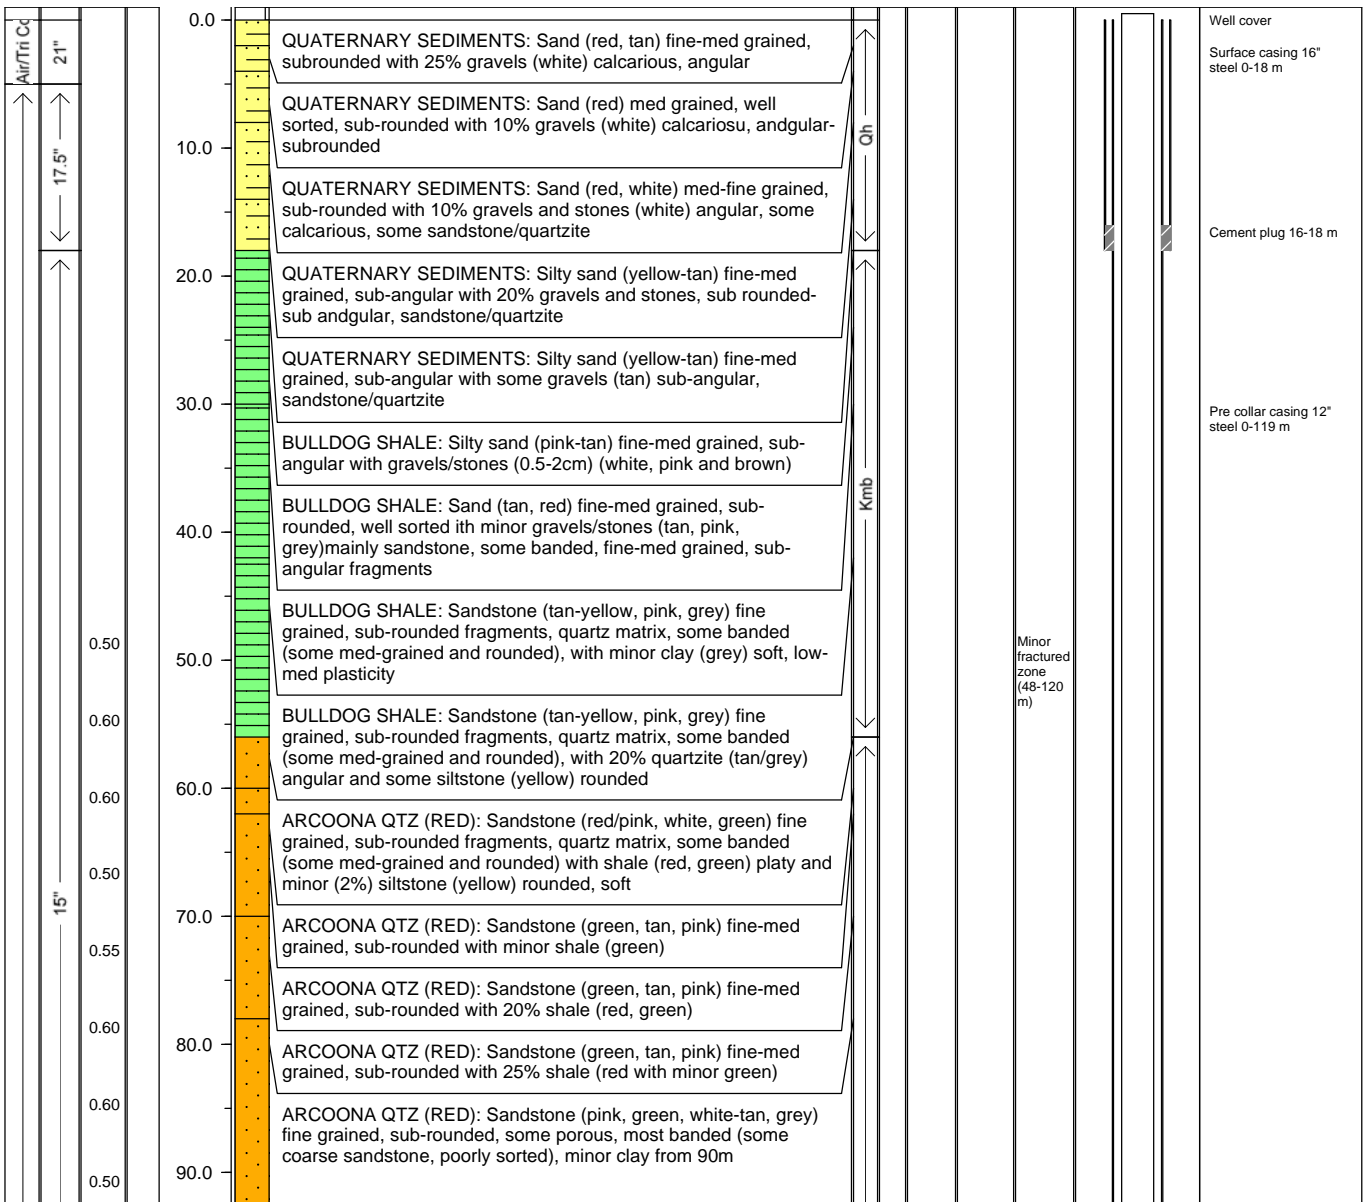 Air/Tri Co
21"
17.5"
15"
0.50
0.60
0.60
0.50
0.55
0.60
0.60
0.50
0.0
10.0
20.0
30.0
40.0
50.0
60.0
70.0
80.0
90.0
QUATERNARY SEDIMENTS: Sand (red, tan) fine-med grained,
subrounded with 25% gravels (white) calcarious, angular
QUATERNARY SEDIMENTS: Sand (red) med grained, well
sorted, sub-rounded with 10% gravels (white) calcariosu, andgular-
subrounded
QUATERNARY SEDIMENTS: Sand (red, white) med-fine grained,
sub-rounded with 10% gravels and stones (white) angular, some
calcarious, some sandstone/quartzite
QUATERNARY SEDIMENTS: Silty sand (yellow-tan) fine-med
grained, sub-angular with 20% gravels and stones, sub rounded-
sub andgular, sandstone/quartzite
QUATERNARY SEDIMENTS: Silty sand (yellow-tan) fine-med
grained, sub-angular with some gravels (tan) sub-angular,
sandstone/quartzite
BULLDOG SHALE: Silty sand (pink-tan) fine-med grained, sub-
angular with gravels/stones (0.5-2cm) (white, pink and brown)
BULLDOG SHALE: Sand (tan, red) fine-med grained, sub-
rounded, well sorted ith minor gravels/stones (tan, pink,
grey)mainly sandstone, some banded, fine-med grained, sub-
angular fragments
BULLDOG SHALE: Sandstone (tan-yellow, pink, grey) fine
grained, sub-rounded fragments, quartz matrix, some banded
(some med-grained and rounded), with minor clay (grey) soft, low-
med plasticity
BULLDOG SHALE: Sandstone (tan-yellow, pink, grey) fine
grained, sub-rounded fragments, quartz matrix, some banded
(some med-grained and rounded), with 20% quartzite (tan/grey)
angular and some siltstone (yellow) rounded
ARCOONA QTZ (RED): Sandstone (red/pink, white, green) fine
grained, sub-rounded fragments, quartz matrix, some banded
(some med-grained and rounded) with shale (red, green) platy and
minor (2%) siltstone (yellow) rounded, soft
ARCOONA QTZ (RED): Sandstone (green, tan, pink) fine-med
grained, sub-rounded with minor shale (green)
ARCOONA QTZ (RED): Sandstone (green, tan, pink) fine-med
grained, sub-rounded with 20% shale (red, green)
ARCOONA QTZ (RED): Sandstone (green, tan, pink) fine-med
grained, sub-rounded with 25% shale (red with minor green)
ARCOONA QTZ (RED): Sandstone (pink, green, white-tan, grey)
fine grained, sub-rounded, some porous, most banded (some
coarse sandstone, poorly sorted), minor clay from 90m
Qh
Kmb
Minor
fractured
zone
(48-120
m)
Well cover
Surface casing 16"
steel 0-18 m
Cement plug 16-18 m
Pre collar casing 12"
steel 0-119 m